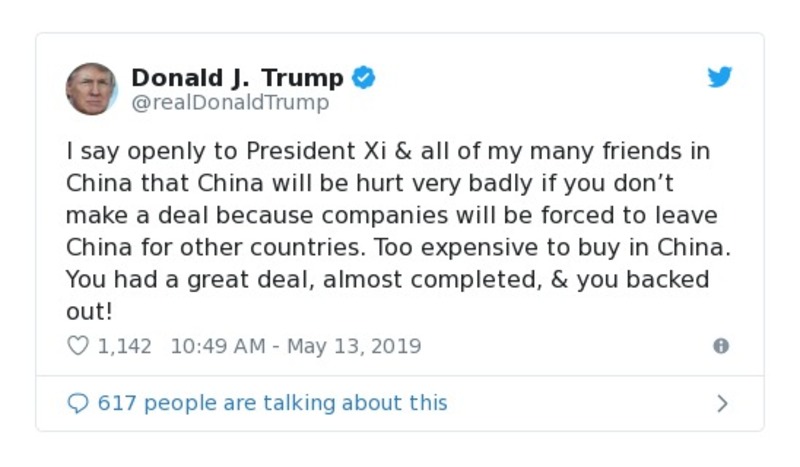 Donald J. Trump
@realDonaldTrump
I say openly to President Xi & all of my many friends in
China that China will be hurt very badly if you don’t
make a deal because companies will be forced to leave
China for other countries. Too expensive to buy in China.
You had a great deal, almost completed, & you backed
out!
1,142 10:49 AM - May 13, 2019
617 people are talking about this